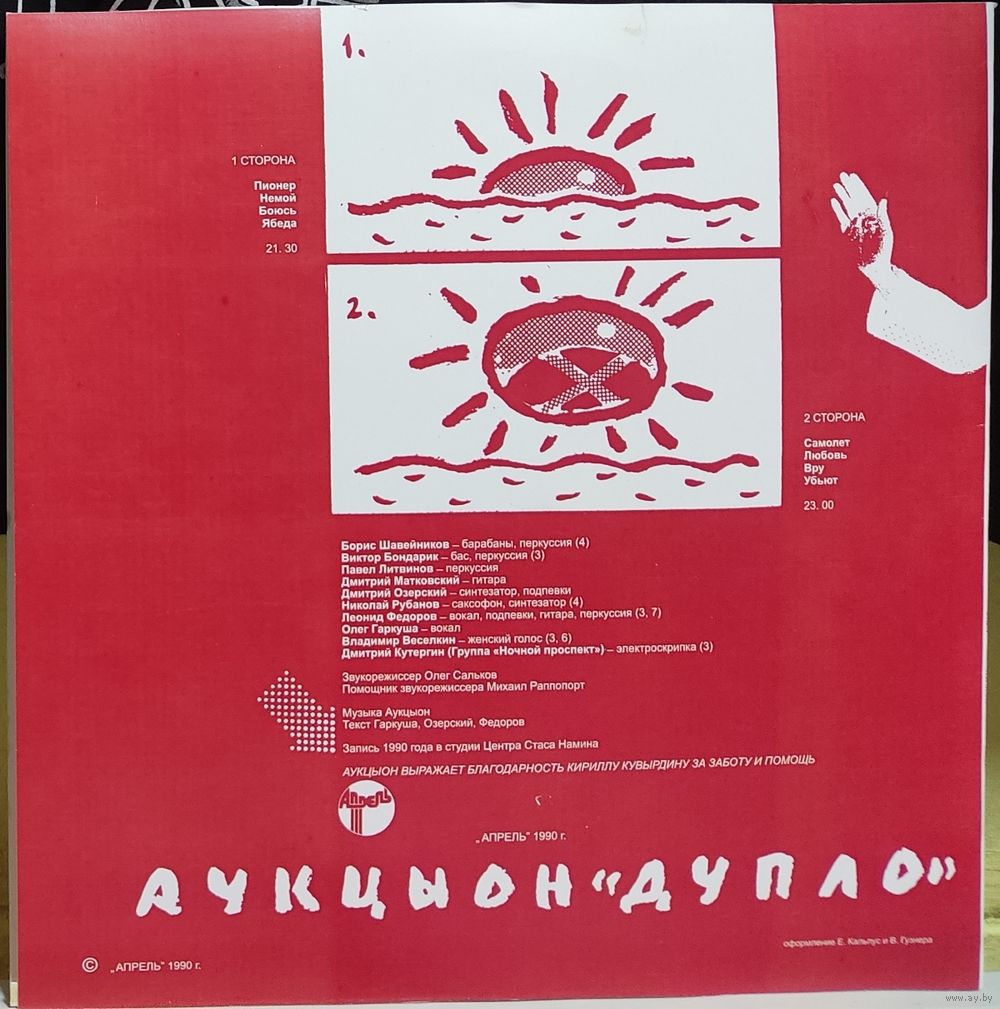 1.
1 СТОРОНА
Пионер
Немой
Боюсь
Ябеда
21. 30
2.
2 СТОРОНА
Самолет
Любовь
Вру
Убьют
23. 00
Борис Шавейников – барабаны, перкуссия (4)
Виктор Бондарик – бас, перкуссия (3)
Павел Литвинов – перкуссия
Дмитрий Матковский – гитара
Дмитрий Озерский – синтезатор, подпевки
Николай Рубанов – саксофон, синтезатор (4)
Леонид Федоров – вокал, подпевки, гитара, перкуссия (3, 7)
Олег Гаркуша – вокал
Владимир Веселкин – женский голос (3, 6)
Дмитрий Кутергин (Группа «Ночной проспект») – электроскрипка (3)
Звукорежиссер Олег Сальков
Помощник звукорежиссера Михаил Раппопорт
Музыка Аукцыон
Текст Гаркуша, Озерский, Федоров
Запись 1990 года в студии Центра Стаса Намина
АУКЦЫОН ВЫРАЖАЕТ БЛАГОДАРНОСТЬ КИРИЛЛУ КУВЫРДИНУ ЗА ЗАБОТУ И ПОМОЩЬ
АПРЕЛЬ
„АПРЕЛЬ" 1990 г.
АУКЦЫОН «ДУПЛО»
оформление Е. Кальпус и В. Гузнера
© „АПРЕЛЬ" 1990 г.
www.ay.by